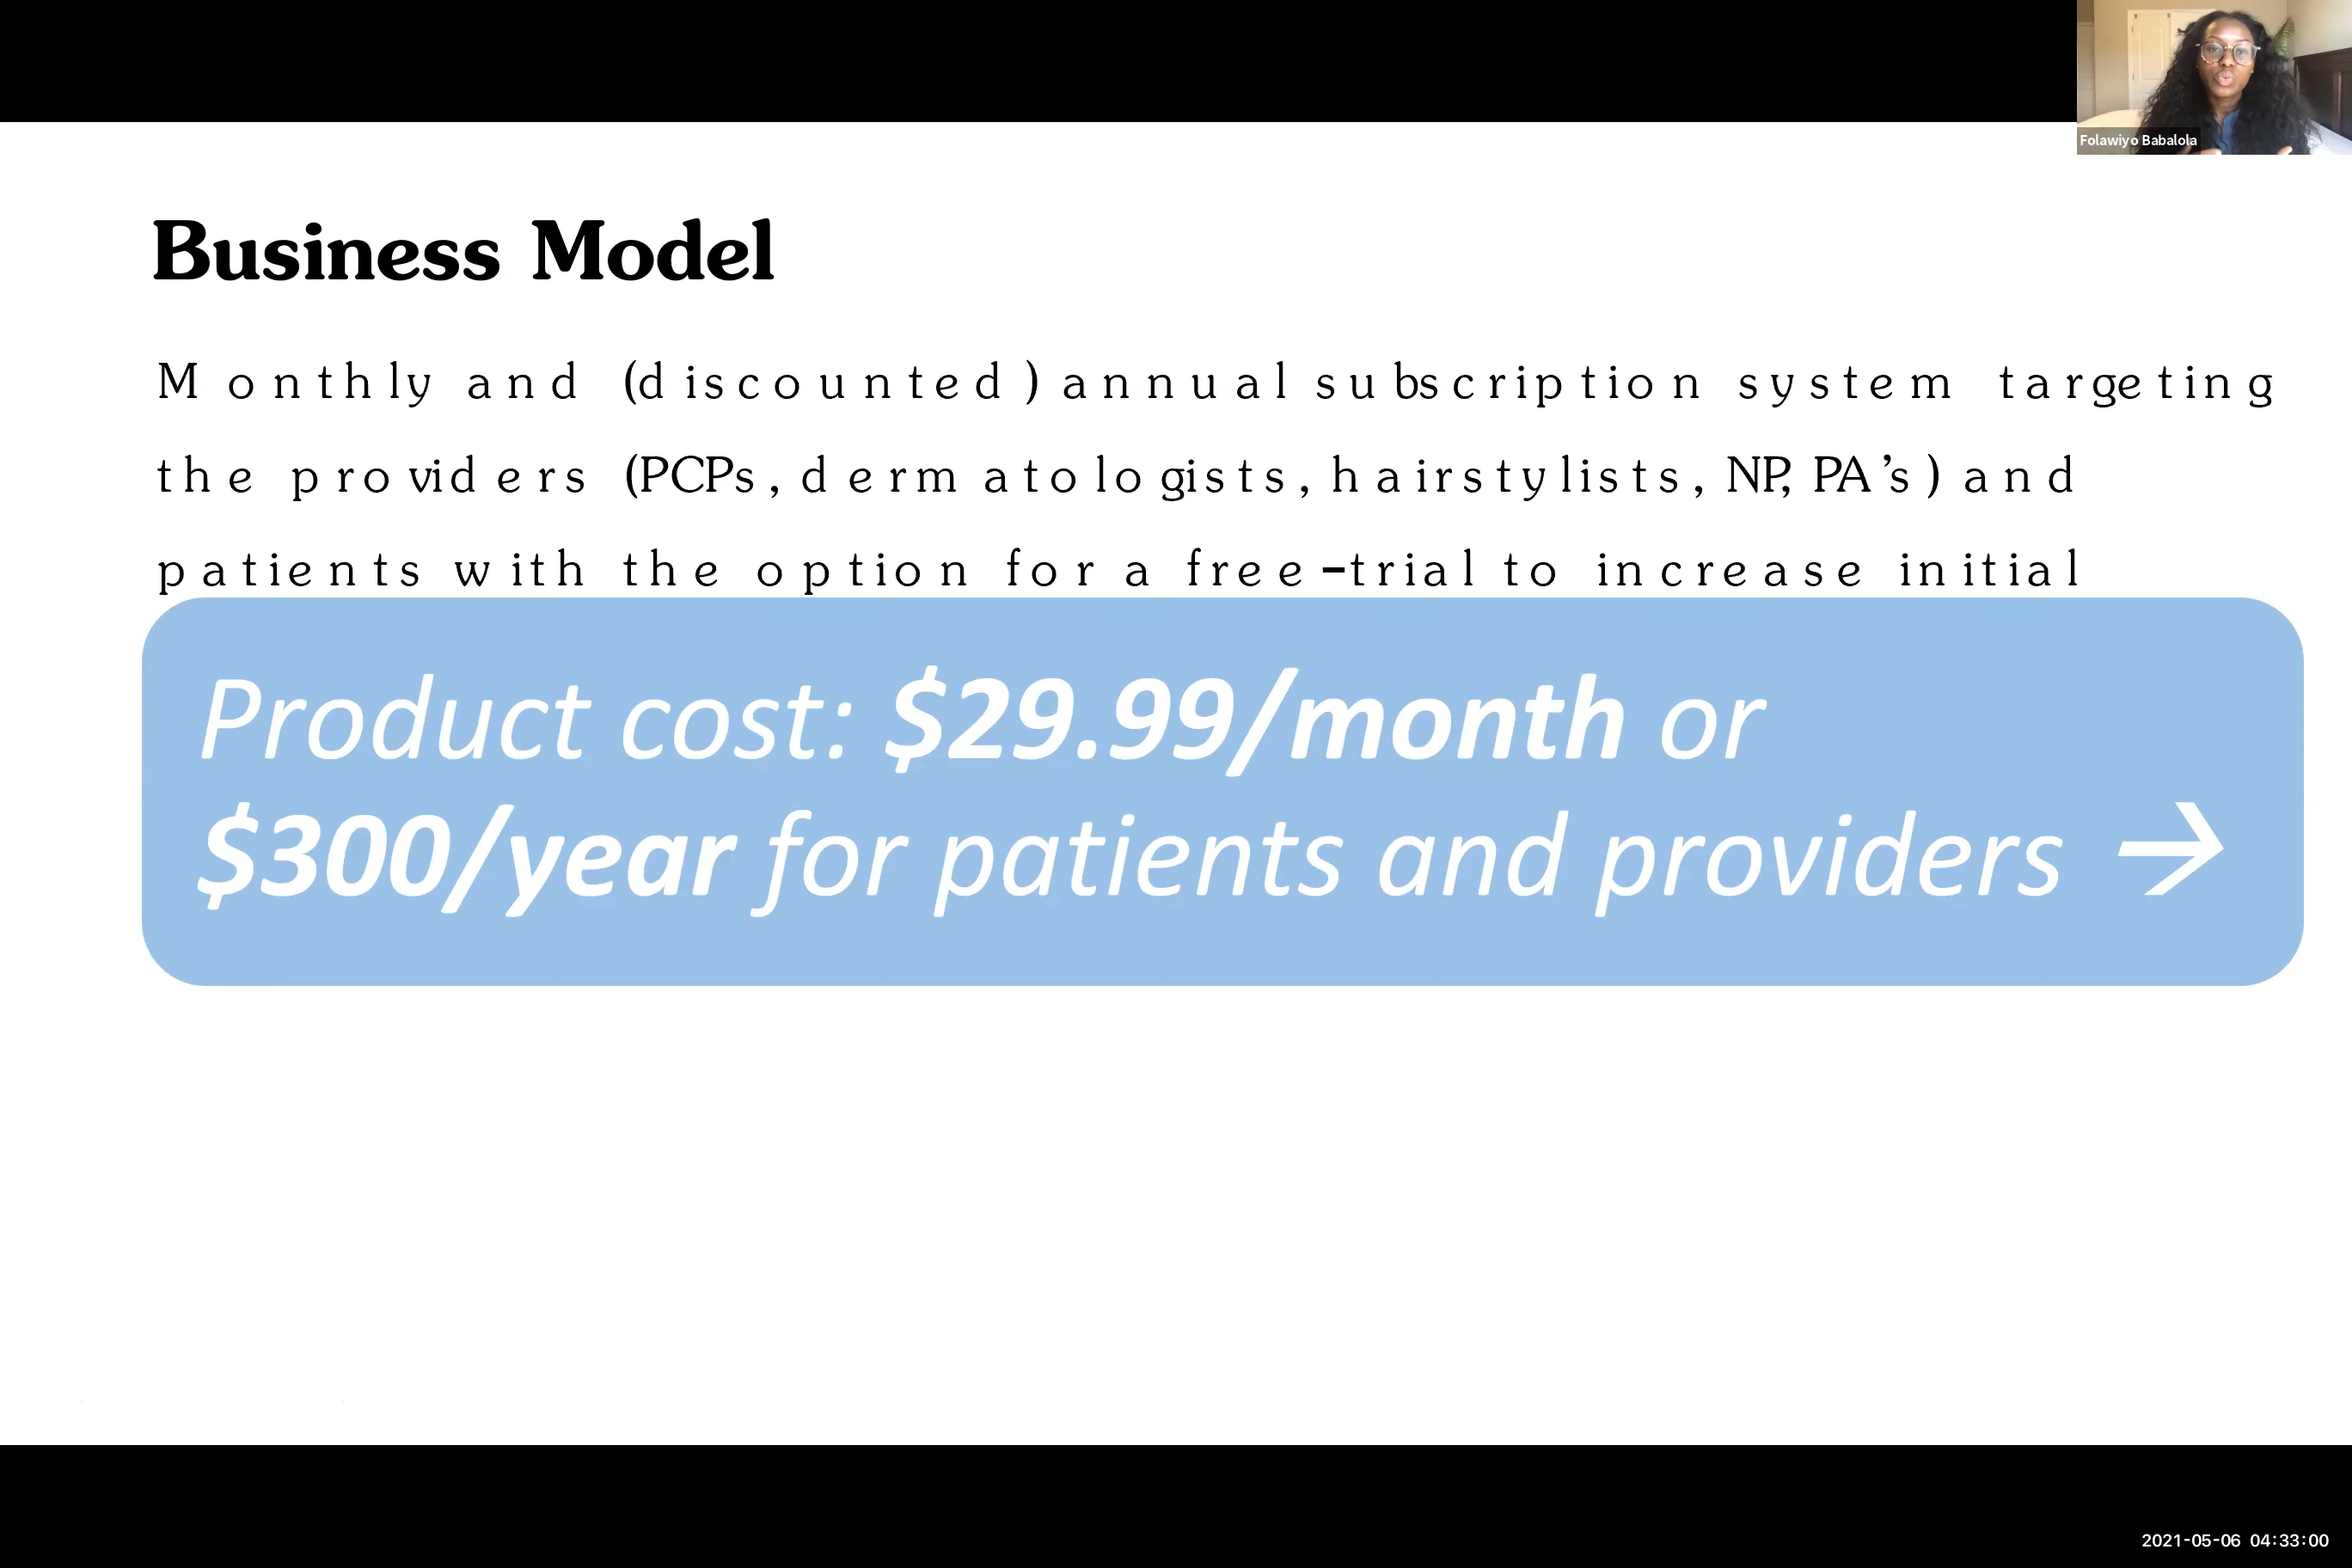 Folawiyo Babalola
Business Model
Monthly and (discounted) annual subscription system targeting
the providers (PCPs, dermatologists, hairstylists, NP, PA’s) and
patients with the option for a free-trial to increase initial
Product cost: $29.99/month or
$300/year for patients and providers →
2021-05-06 04:33:00